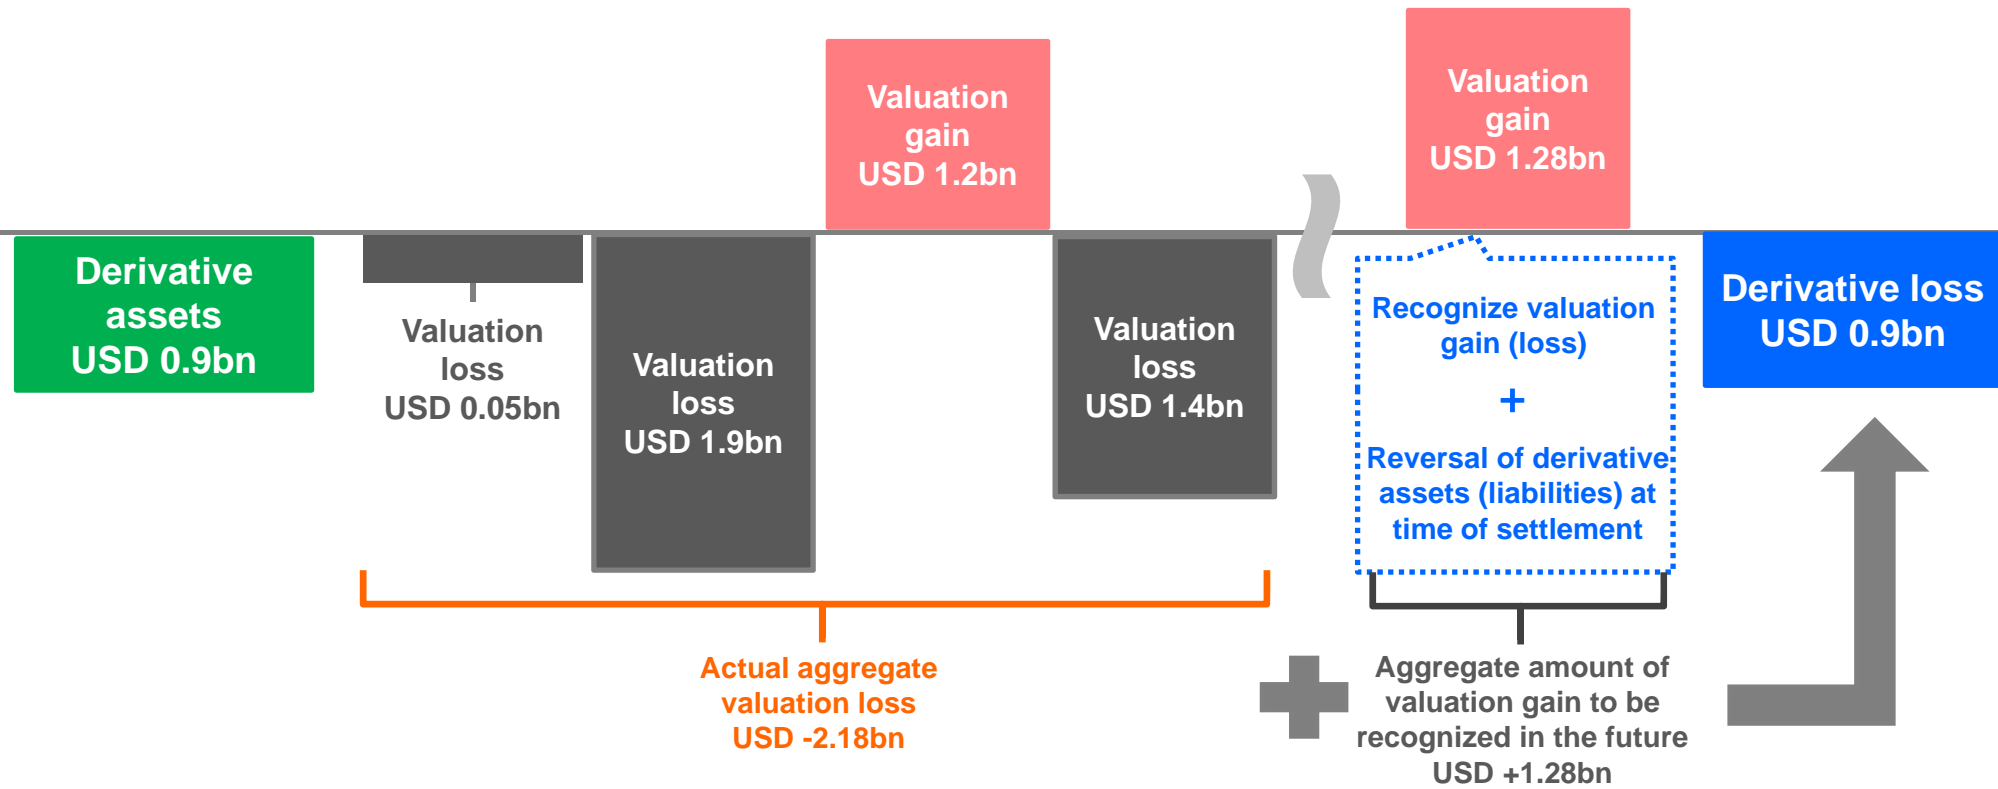 Derivative
assets
USD 0.9bn
Valuation
loss
USD 0.05bn
Valuation
loss
USD 1.9bn
Valuation
gain
USD 1.2bn
Valuation
loss
USD 1.4bn
Valuation
gain
USD 1.28bn
Recognize valuation
gain (loss)
+
Reversal of derivative
assets (liabilities) at
time of settlement
Derivative loss
USD 0.9bn
Actual aggregate
valuation loss
USD -2.18bn
Aggregate amount of
valuation gain to be
recognized in the future
USD +1.28bn